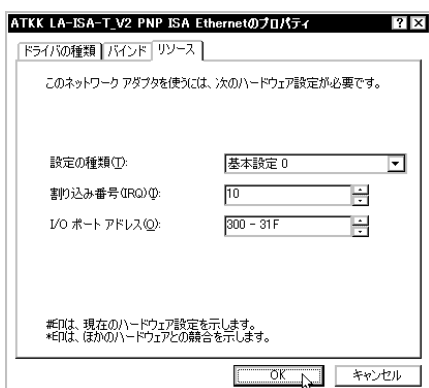 ATKK LA-ISA-T_V2 PNP ISA Ethernetのプロパティ
ドライバの種類 バインド リソース
このネットワーク アダプタを使うには、次のハードウェア設定が必要です。
設定の種類(T): 基本設定 0
割り込み番号(IRQ)(I): 10
I/O ポート アドレス(O): 300 - 31F
#印は、現在のハードウェア設定を示します。
*印は、ほかのハードウェアとの競合を示します。
OK キャンセル